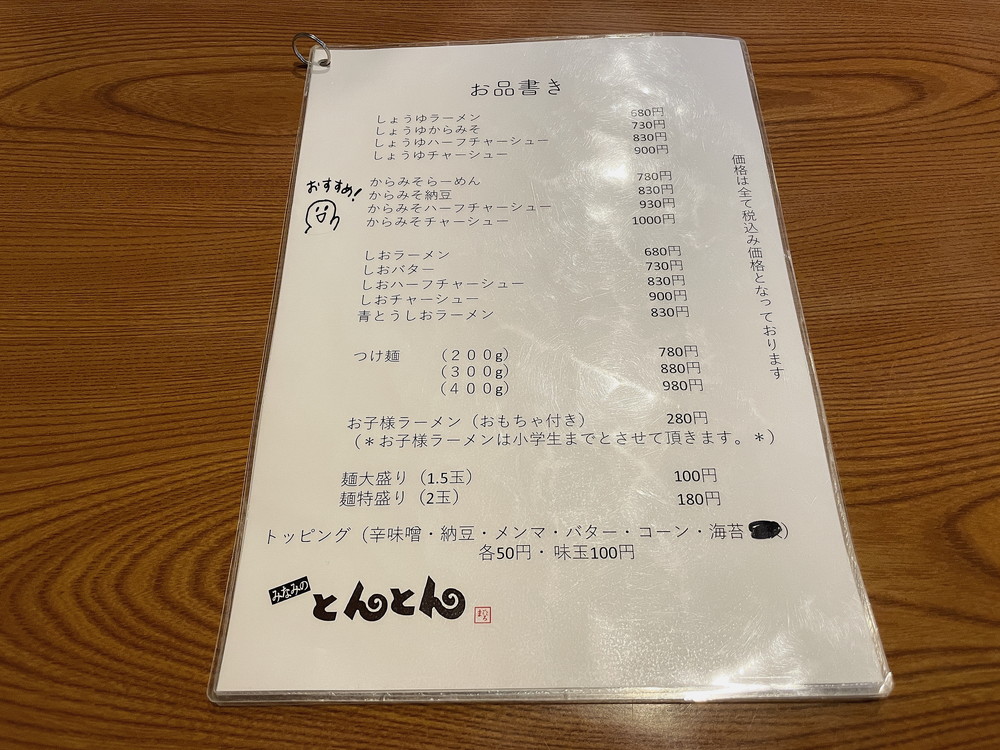 お品書き
しょうゆラーメン 680円
しょうゆからみそ 730円
しょうゆハーフチャーシュー 830円
しょうゆチャーシュー 900円
おすすめ!
からみそらーめん 780円
からみそ納豆 830円
からみそハーフチャーシュー 930円
からみそチャーシュー 1000円
しおラーメン 680円
しおバター 730円
しおハーフチャーシュー 830円
しおチャーシュー 900円
青とうしおラーメン 830円
つけ麺 (200g) 780円
(300g) 880円
(400g) 980円
お子様ラーメン(おもちゃ付き) 280円
(*お子様ラーメンは小学生までとさせて頂きます。*)
麺大盛り(1.5玉) 100円
麺特盛り(2玉) 180円
トッピング(辛味噌・納豆・メンマ・バター・コーン・海苔)
各50円・味玉100円
価格は全て税込み価格となっております
みなみの
とんとん